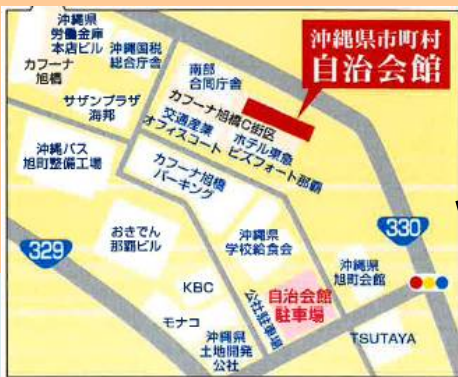 沖縄県
労働金庫
本店ビル
カフーナ
旭橋
沖縄国税
総合庁舎
サザンプラザ
海邦
南部
合同庁舎
カフーナ旭橋C街区
交通産業
オフィスコート
ホテル東急
ビズフォート那覇
沖縄県市町村
自治会館
沖縄バス
旭町整備工場
カフーナ旭橋
パーキング
おきでん
那覇ビル
沖縄県
学校給食会
329
330
KBC
モナコ
沖縄県
土地開発
公社
公社駐車場
自治会館
駐車場
沖縄県
旭町会館
TSUTAYA